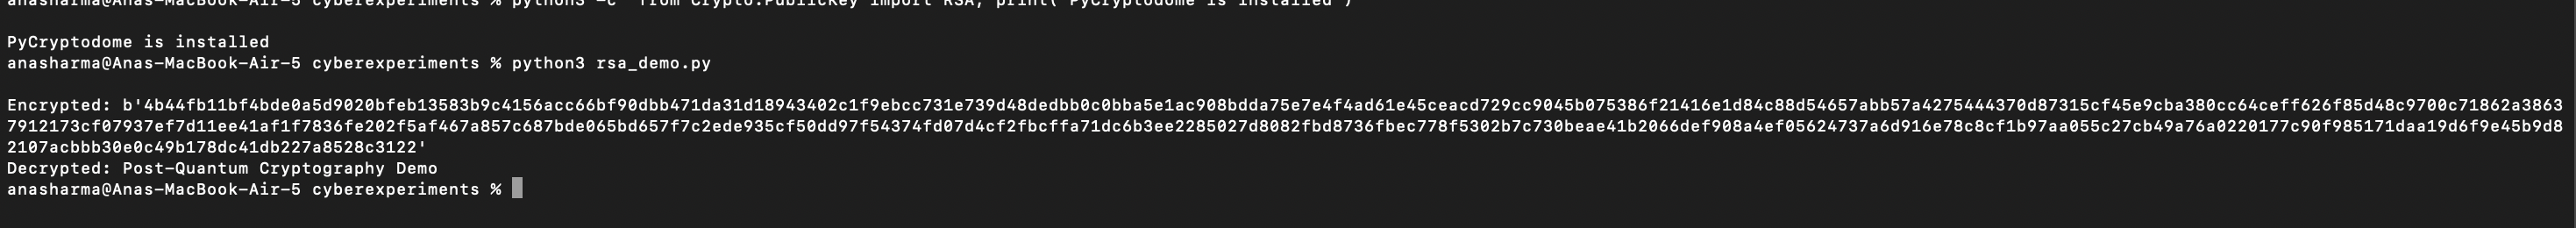 anasharma@Anas-MacBook-Air-5 cyberexperiments % python3 -c "from Crypto.PublicKey import RSA; print('PyCryptodome is installed')"
PyCryptodome is installed
anasharma@Anas-MacBook-Air-5 cyberexperiments % python3 rsa_demo.py
Encrypted: b'4b44fb11bf4bde0a5d9020bfeb13583b9c4156acc66bf90dbb471da31d18943402c1f9ebcc731e739d48dedbb0c0bba5e1ac908bdda75e7e4f4ad61e45ceacd729cc9045b075386f21416e1d84c88d54657abb57a4275444370d87315cf45e9cba380cc64ceff626f85d48c9700c71862a3863
7912173cf07937ef7d11ee41af1f7836fe202f5af467a857c687bde065bd657f7c2ede935cf50dd97f54374fd07d4cf2fbcffa71dc6b3ee2285027d8082fbd8736fbec778f5302b7c730beae41b2066def908a4ef05624737a6d916e78c8cf1b97aa055c27cb49a76a0220177c90f985171daa19d6f9e45b9d8
2107acbbb30e0c49b178dc41db227a8528c3122'
Decrypted: Post-Quantum Cryptography Demo
anasharma@Anas-MacBook-Air-5 cyberexperiments %